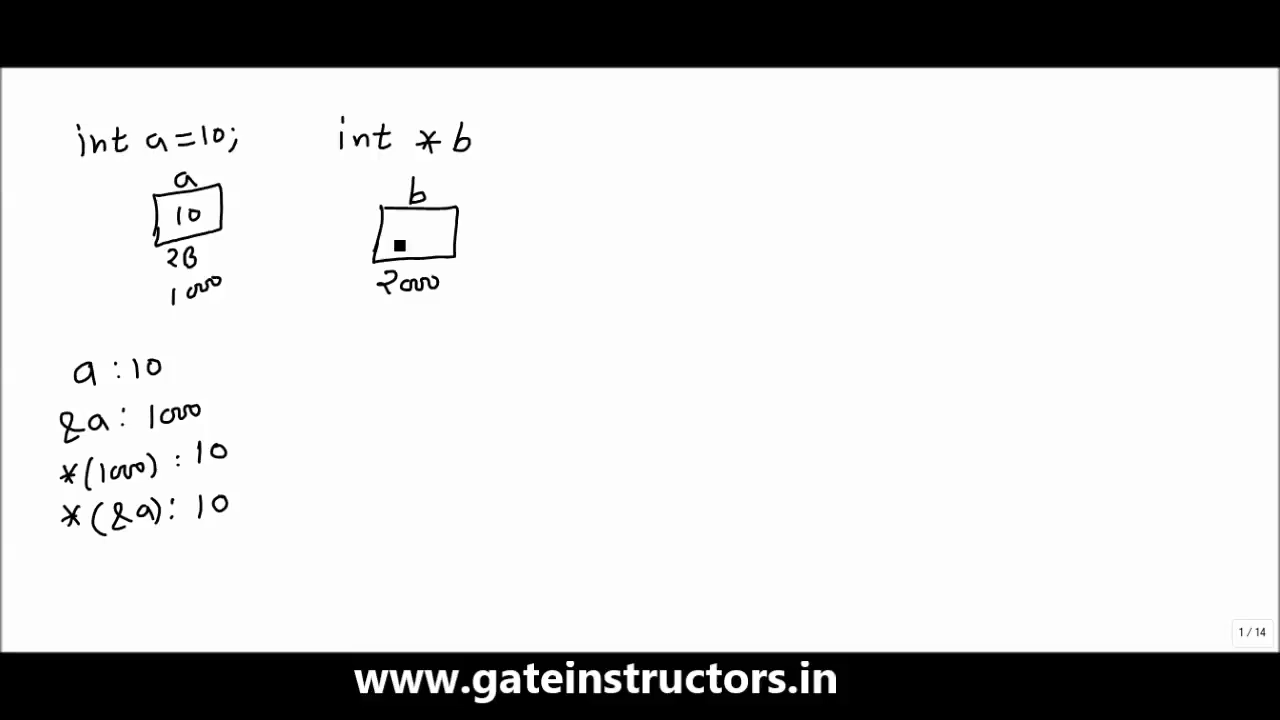 int a=10;
a
10
2B
1000
int *b
b
2000
a : 10
&a : 1000
*(1000) : 10
*(&a) : 10
1 / 14
www.gateinstructors.in